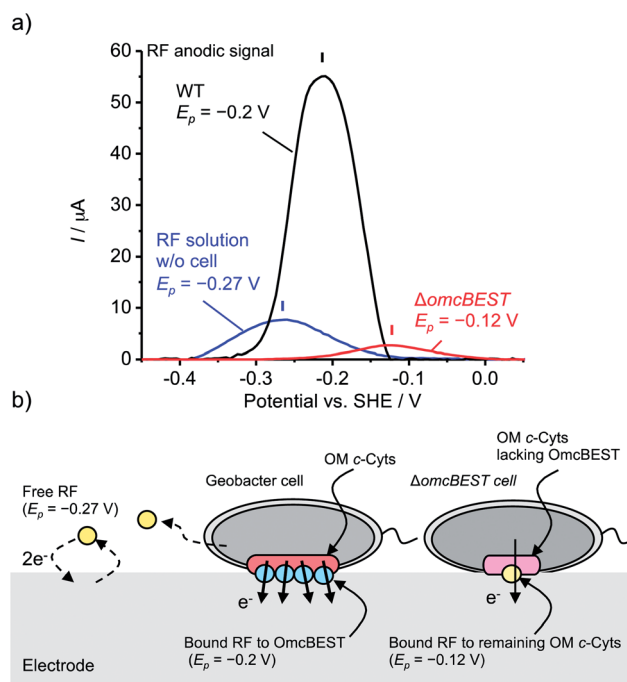 a)
RF anodic signal
WT
Ep = −0.2 V
RF solution
w/o cell
Ep = −0.27 V
ΔomcBEST
Ep = −0.12 V
I / μA
60
50
40
30
20
10
0
-0.4 -0.3 -0.2 -0.1 0.0
Potential vs. SHE / V
b)
OM c-Cyts
OM c-Cyts
lacking OmcBEST
Geobacter cell
ΔomcBEST cell
Free RF
(Ep = −0.27 V)
2e-
e-
e-
Bound RF to OmcBEST
(Ep = −0.2 V)
Bound RF to remaining OM c-Cyts
(Ep = −0.12 V)
Electrode